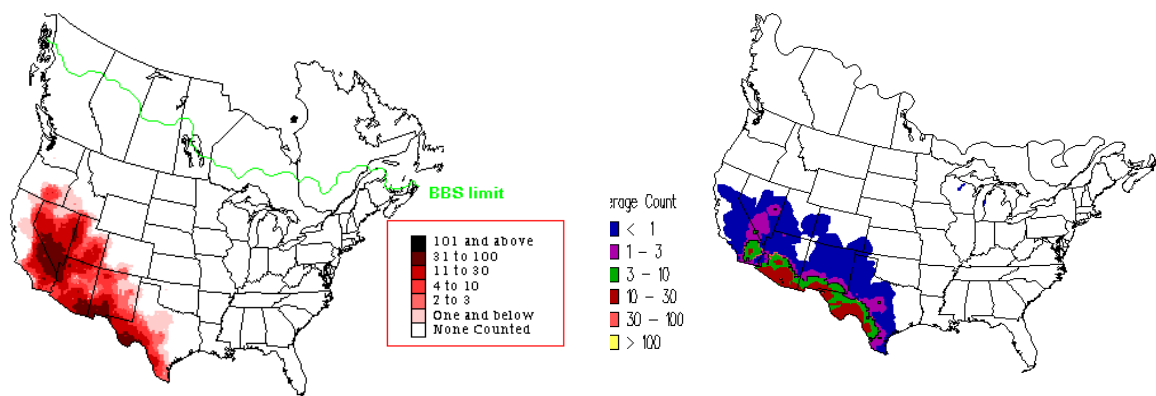 BBS limit
101 and above
31 to 100
11 to 30
4 to 10
2 to 3
One and below
None Counted
erage Count
< 1
1 - 3
3 - 10
10 - 30
30 - 100
> 100